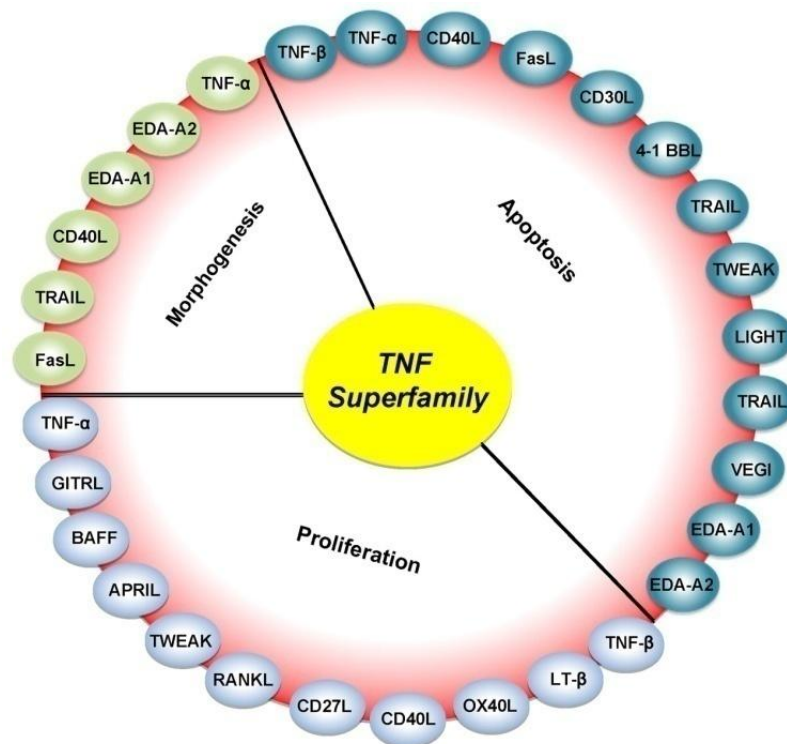 TNF-β
TNF-α
CD40L
FasL
CD30L
4-1 BBL
TRAIL
TWEAK
LIGHT
TRAIL
VEGI
EDA-A1
EDA-A2
Apoptosis
TNF-α
EDA-A2
EDA-A1
CD40L
TRAIL
FasL
Morphogenesis
TNF
Superfamily
TNF-α
GITRL
BAFF
APRIL
TWEAK
RANKL
CD27L
CD40L
OX40L
LT-β
TNF-β
Proliferation